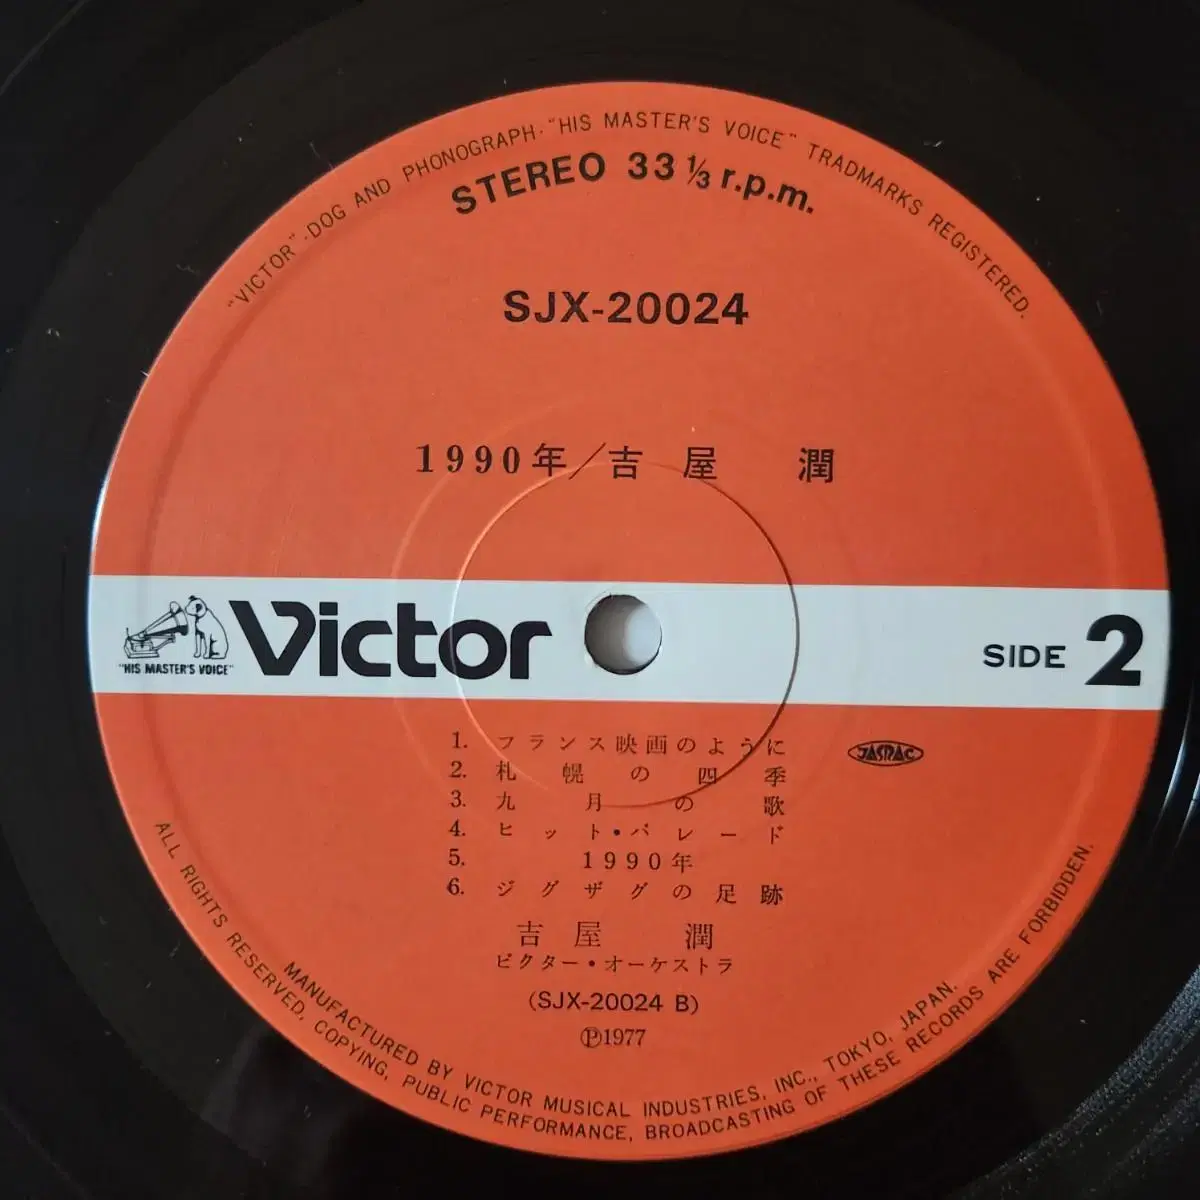 "VICTOR"·DOG AND PHONOGRAPH·"HIS MASTER'S VOICE" TRADMARKS REGISTERED.
STEREO 33 1/3 r.p.m.
SJX-20024
1990年/吉屋 潤
"HIS MASTER'S VOICE"
Victor
SIDE 2
1. フランス映画のように
2. 札幌の四季
3. 九月の歌
4. ヒット・パレード
5. 1990年
6. ジグザグの足跡
JASRAC
吉屋 潤
ビクター・オーケストラ
(SJX-20024 B)
Ⓟ1977
MANUFACTURED BY VICTOR MUSICAL INDUSTRIES, INC., TOKYO, JAPAN.
ALL RIGHTS RESERVED, COPYING, PUBLIC PERFORMANCE, BROADCASTING OF THESE RECORDS ARE FORBIDDEN.